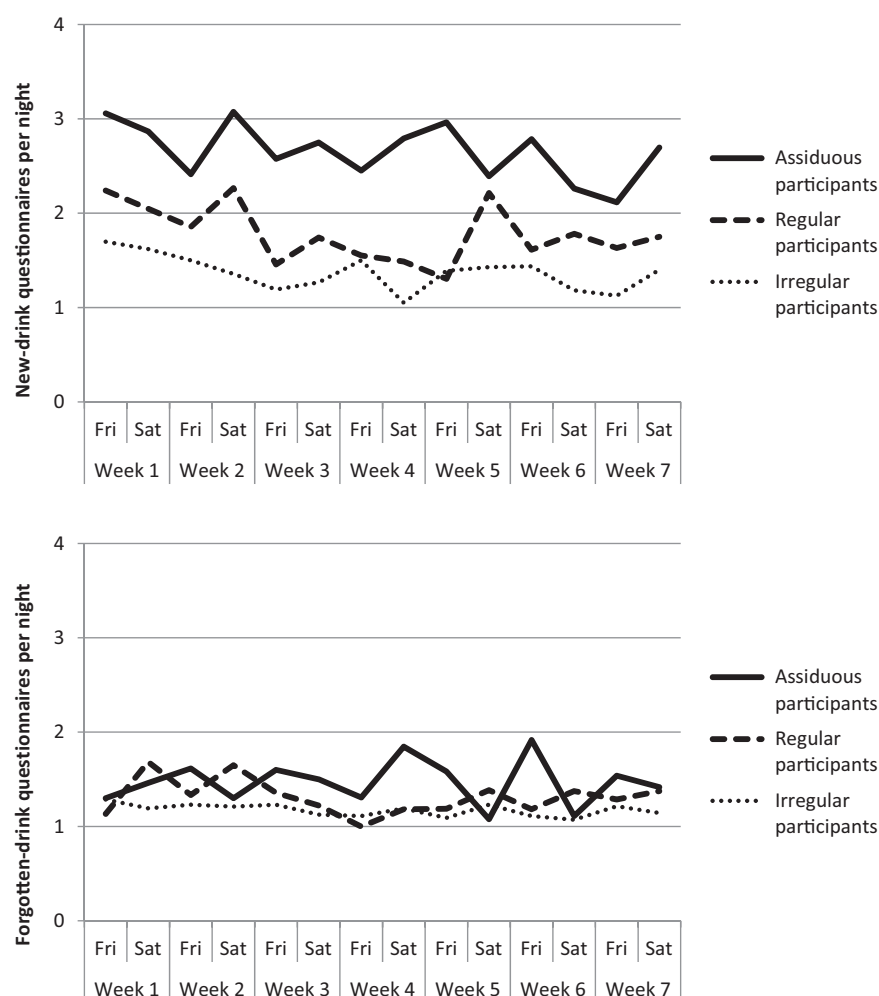 New-drink questionnaires per night
4
3
2
1
0
Fri Sat Fri Sat Fri Sat Fri Sat Fri Sat Fri Sat Fri Sat
Week 1 Week 2 Week 3 Week 4 Week 5 Week 6 Week 7
Assiduous
participants
Regular
participants
Irregular
participants
Forgotten-drink questionnaires per night
4
3
2
1
0
Fri Sat Fri Sat Fri Sat Fri Sat Fri Sat Fri Sat Fri Sat
Week 1 Week 2 Week 3 Week 4 Week 5 Week 6 Week 7
Assiduous
participants
Regular
participants
Irregular
participants